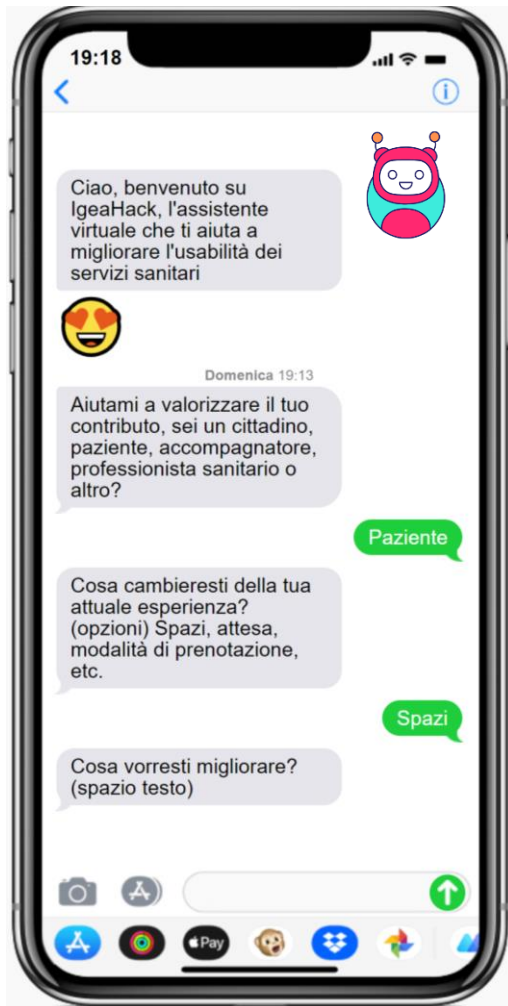 19:18
Ciao, benvenuto su
IgeaHack, l'assistente
virtuale che ti aiuta a
migliorare l'usabilità dei
servizi sanitari
Domenica 19:13
Aiutami a valorizzare il tuo
contributo, sei un cittadino,
paziente, accompagnatore,
professionista sanitario o
altro?
Paziente
Cosa cambieresti della tua
attuale esperienza?
(opzioni) Spazi, attesa,
modalità di prenotazione,
etc.
Spazi
Cosa vorresti migliorare?
(spazio testo)
Pay